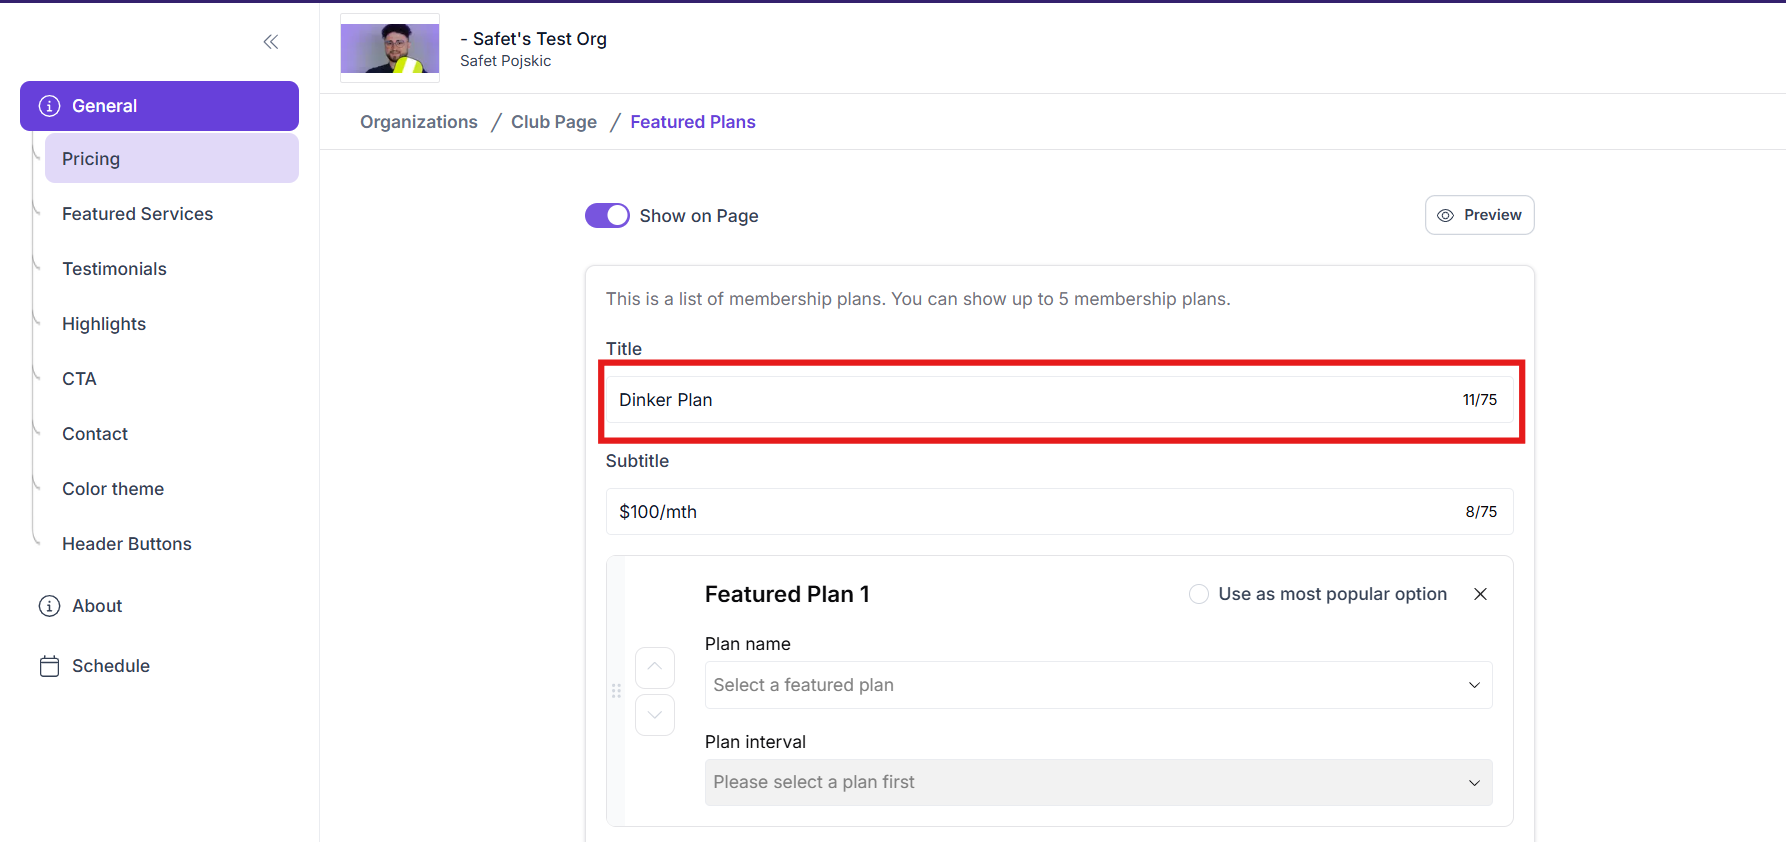 - Safet's Test Org
Safet Pojskic
General
Pricing
Featured Services
Testimonials
Highlights
CTA
Contact
Color theme
Header Buttons
About
Schedule
Organizations / Club Page / Featured Plans
Show on Page
Preview
This is a list of membership plans. You can show up to 5 membership plans.
Title
Dinker Plan 11/75
Subtitle
$100/mth 8/75
Featured Plan 1
Use as most popular option
Plan name
Select a featured plan
Plan interval
Please select a plan first